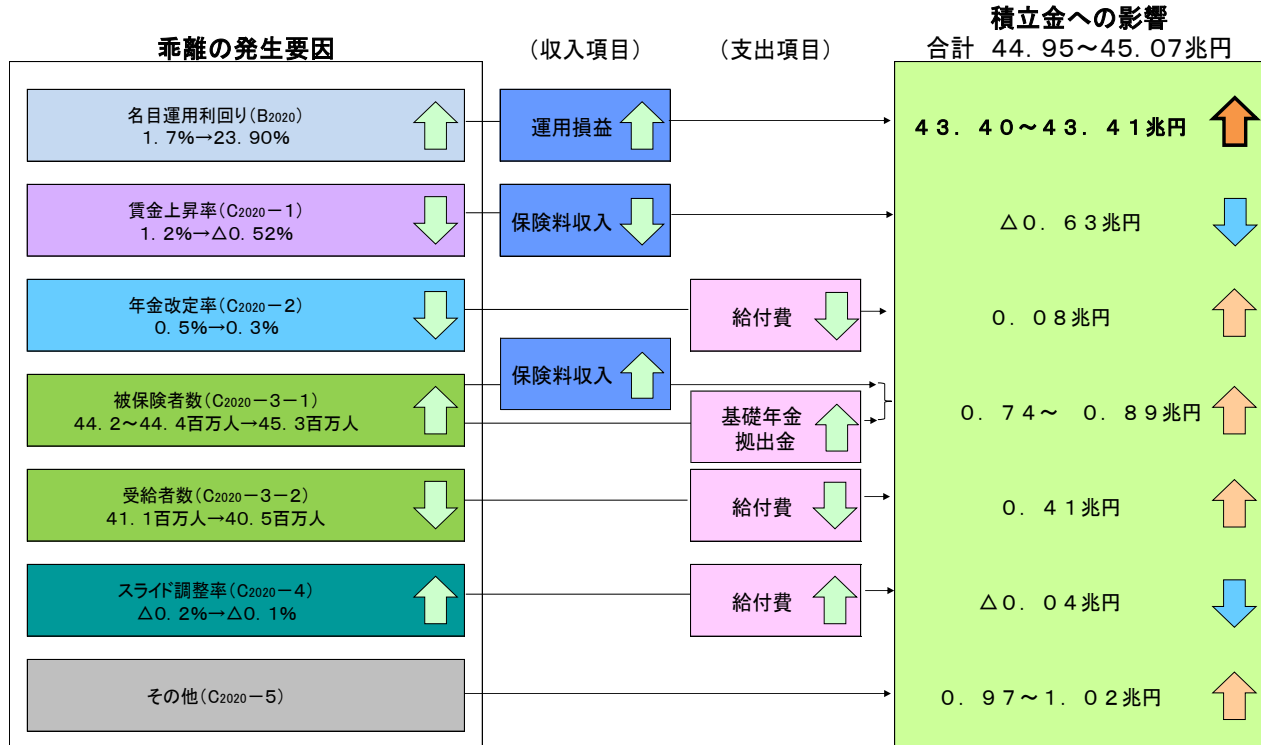 乖離の発生要因
(収入項目)
(支出項目)
積立金への影響
合計 44.95~45.07兆円
名目運用利回り(B2020)
1.7%→23.90%
運用損益
43.40~43.41兆円
賃金上昇率(C2020-1)
1.2%→△0.52%
保険料収入
△0.63兆円
年金改定率(C2020-2)
0.5%→0.3%
給付費
0.08兆円
被保険者数(C2020-3-1)
44.2~44.4百万人→45.3百万人
保険料収入
基礎年金
拠出金
0.74~ 0.89兆円
受給者数(C2020-3-2)
41.1百万人→40.5百万人
給付費
0.41兆円
スライド調整率(C2020-4)
△0.2%→△0.1%
給付費
△0.04兆円
その他(C2020-5)
0.97~1.02兆円